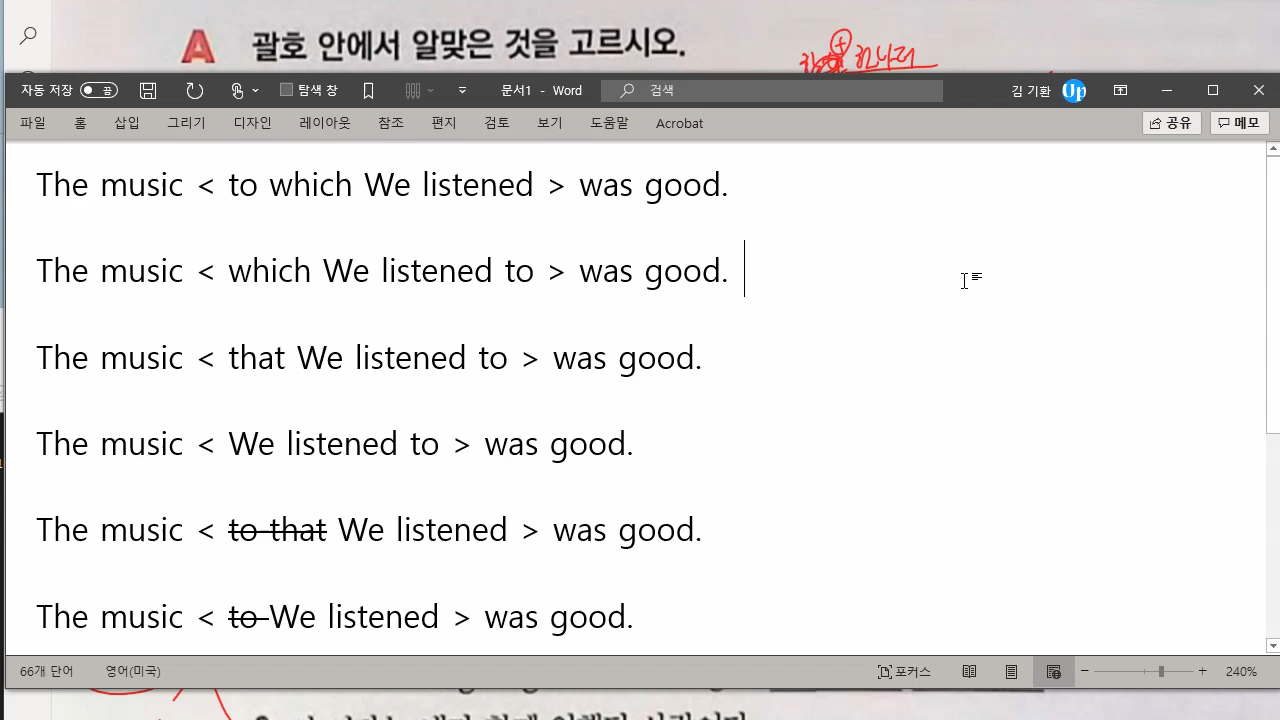 A 괄호 안에서 알맞은 것을 고르시오.
자동 저장 끔 탐색 창 문서1 - Word 검색 김 기환 Up
파일 홈 삽입 그리기 디자인 레이아웃 참조 편지 검토 보기 도움말 Acrobat 공유 메모
The music < to which We listened > was good.
The music < which We listened to > was good.
The music < that We listened to > was good.
The music < We listened to > was good.
The music < to that We listened > was good.
The music < to We listened > was good.
66개 단어 영어(미국) 포커스 240%